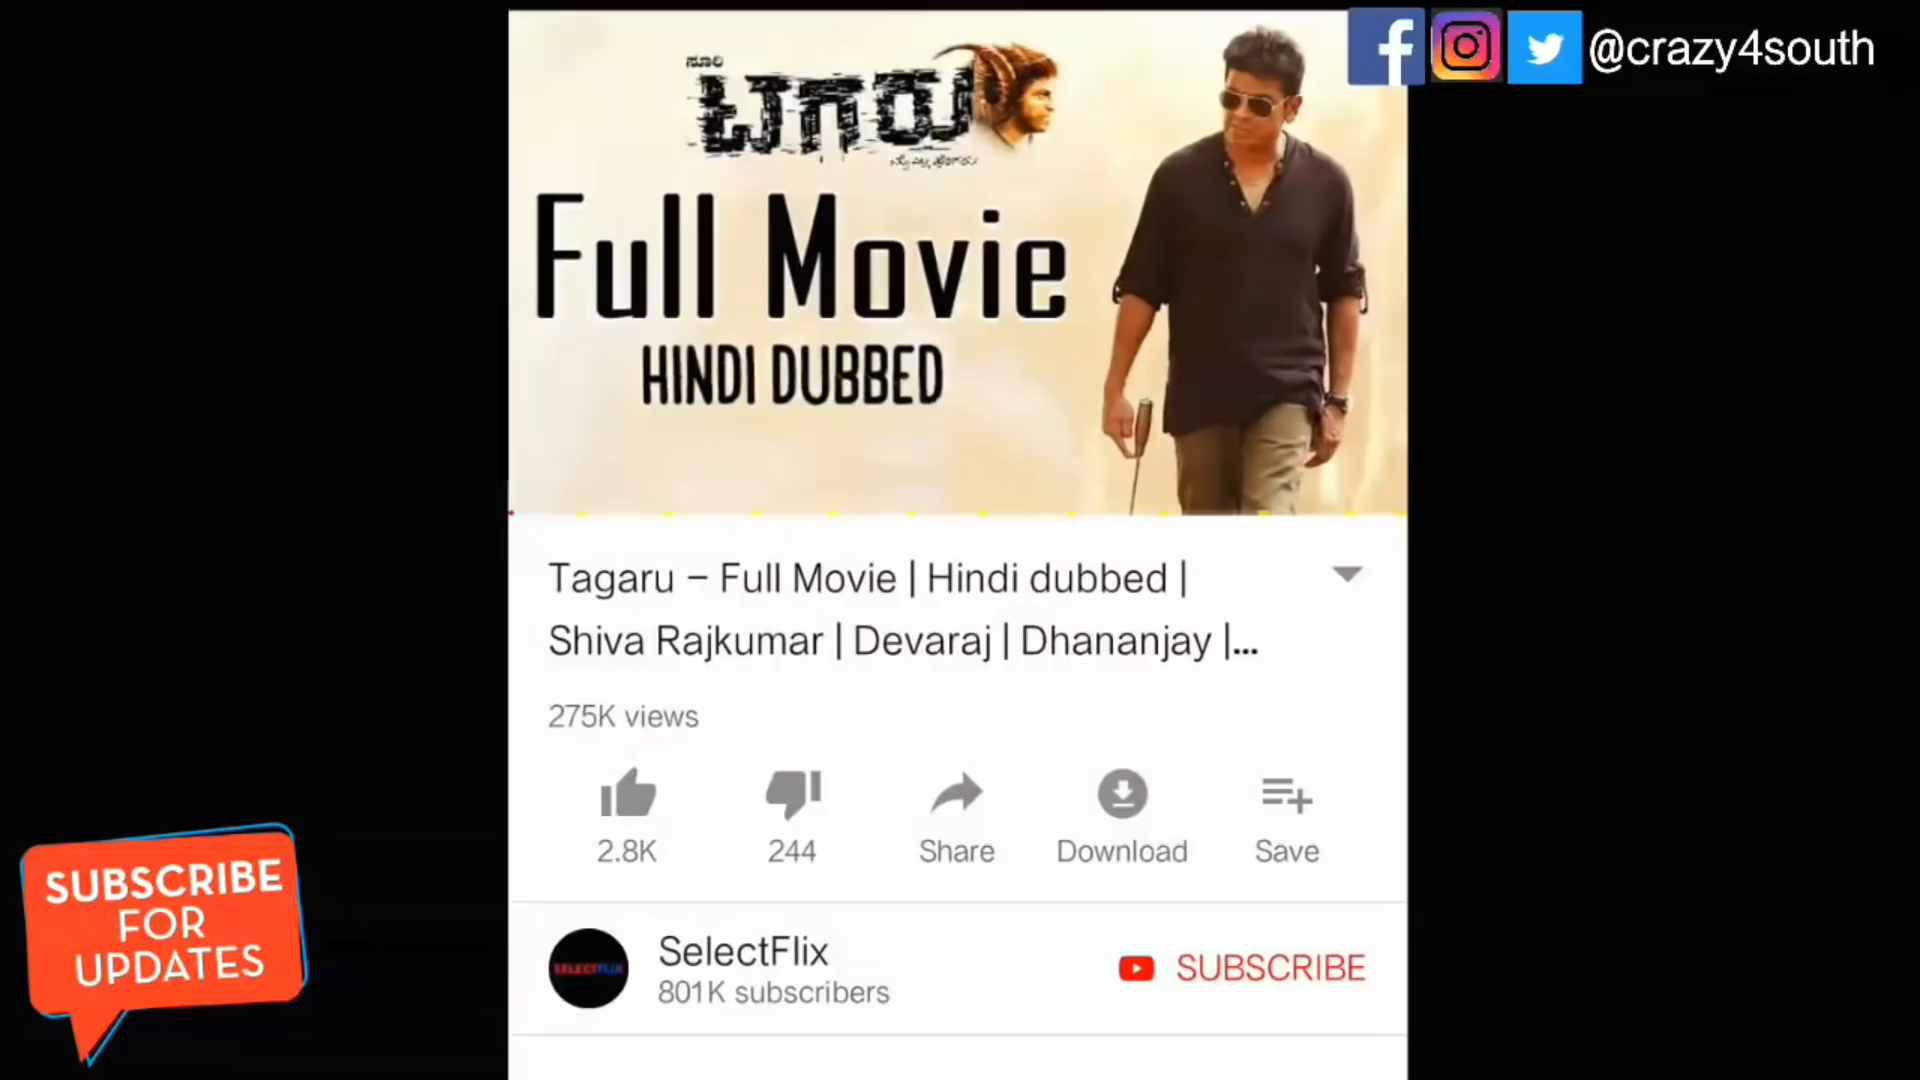 @crazy4south
ಸೂರಿ
ಟಗರು
Full Movie
HINDI DUBBED
Tagaru – Full Movie | Hindi dubbed |
Shiva Rajkumar | Devaraj | Dhananjay |...
275K views
2.8K 244 Share Download Save
SELECTFLIX
SelectFlix
801K subscribers
SUBSCRIBE
SUBSCRIBE
FOR
UPDATES